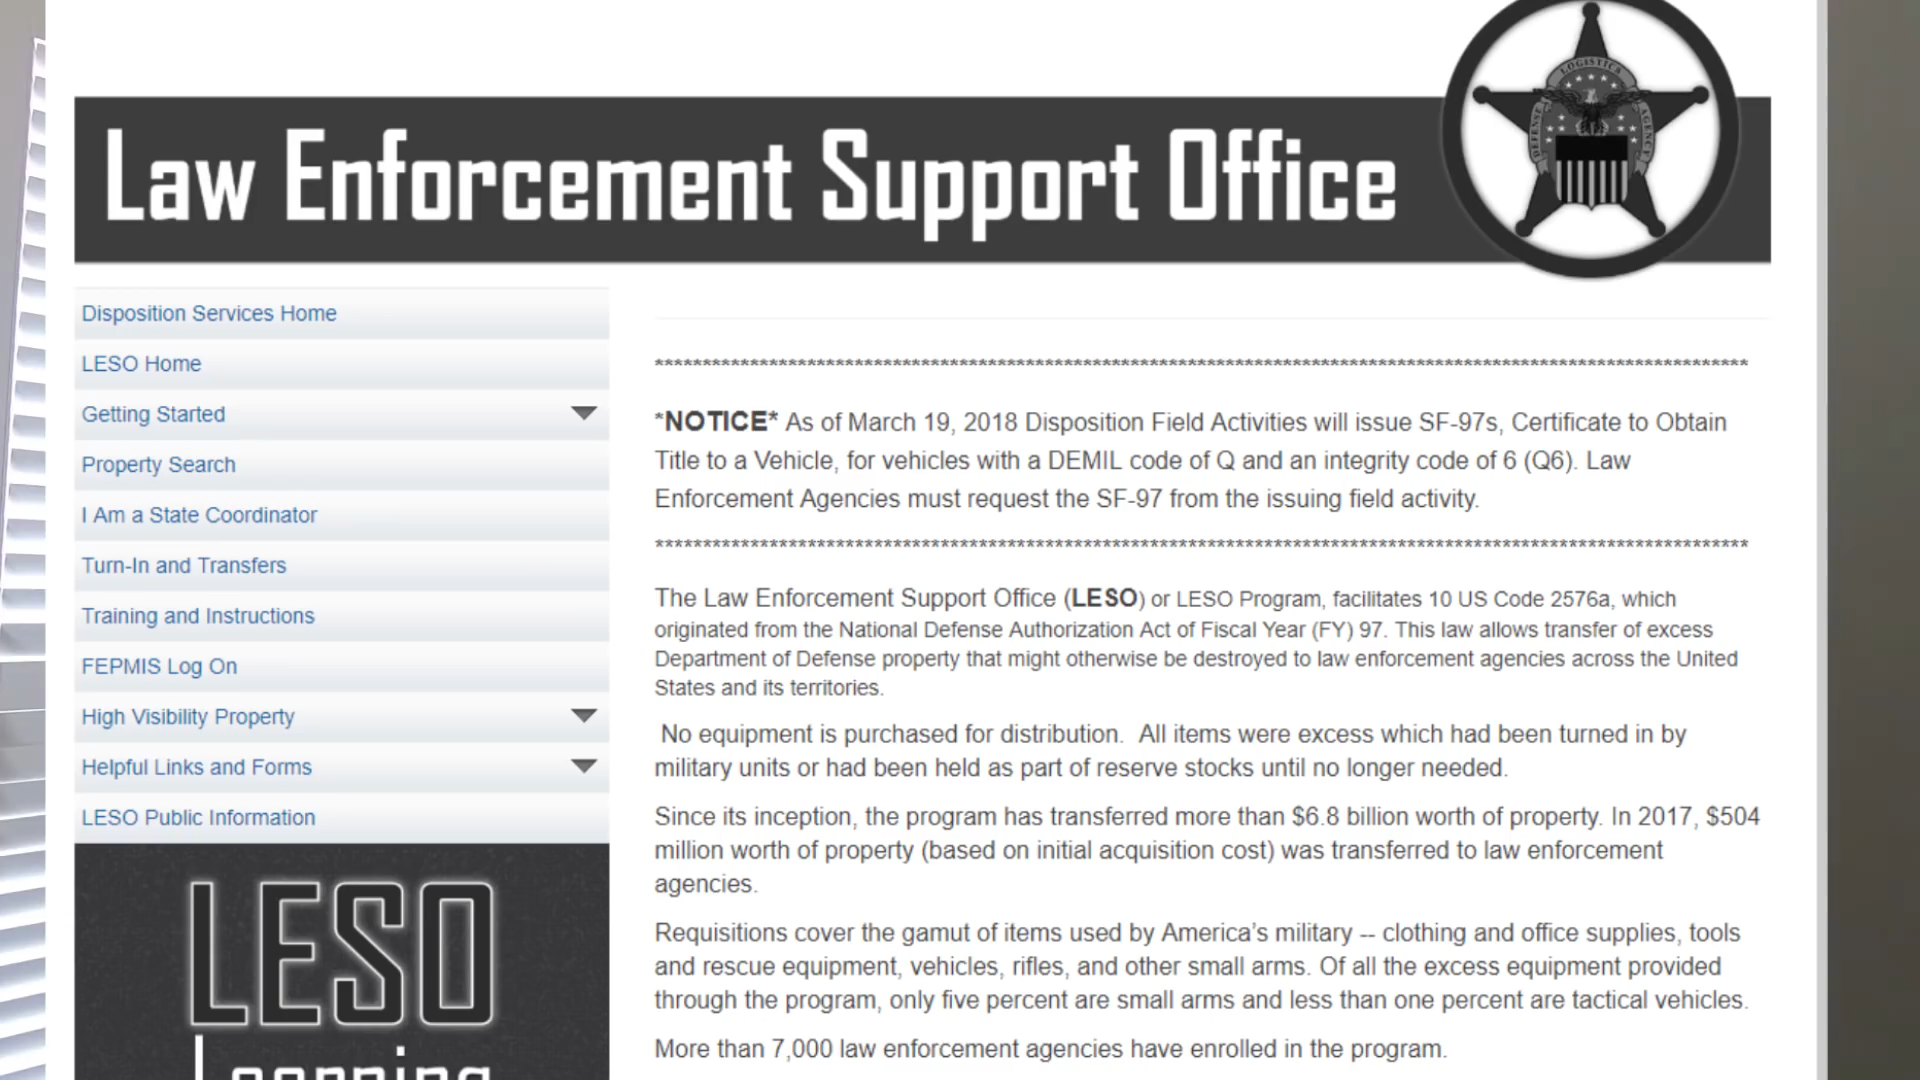 LOGISTICS
DEFENSE
AGENCY
Law Enforcement Support Office
Disposition Services Home
LESO Home
Getting Started
Property Search
I Am a State Coordinator
Turn-In and Transfers
Training and Instructions
FEPMIS Log On
High Visibility Property
Helpful Links and Forms
LESO Public Information
LESO
Learning
********************************************************************************************************************
*NOTICE* As of March 19, 2018 Disposition Field Activities will issue SF-97s, Certificate to Obtain
Title to a Vehicle, for vehicles with a DEMIL code of Q and an integrity code of 6 (Q6). Law
Enforcement Agencies must request the SF-97 from the issuing field activity.
********************************************************************************************************************
The Law Enforcement Support Office (LESO) or LESO Program, facilitates 10 US Code 2576a, which
originated from the National Defense Authorization Act of Fiscal Year (FY) 97. This law allows transfer of excess
Department of Defense property that might otherwise be destroyed to law enforcement agencies across the United
States and its territories.
No equipment is purchased for distribution. All items were excess which had been turned in by
military units or had been held as part of reserve stocks until no longer needed.
Since its inception, the program has transferred more than $6.8 billion worth of property. In 2017, $504
million worth of property (based on initial acquisition cost) was transferred to law enforcement
agencies.
Requisitions cover the gamut of items used by America's military -- clothing and office supplies, tools
and rescue equipment, vehicles, rifles, and other small arms. Of all the excess equipment provided
through the program, only five percent are small arms and less than one percent are tactical vehicles.
More than 7,000 law enforcement agencies have enrolled in the program.